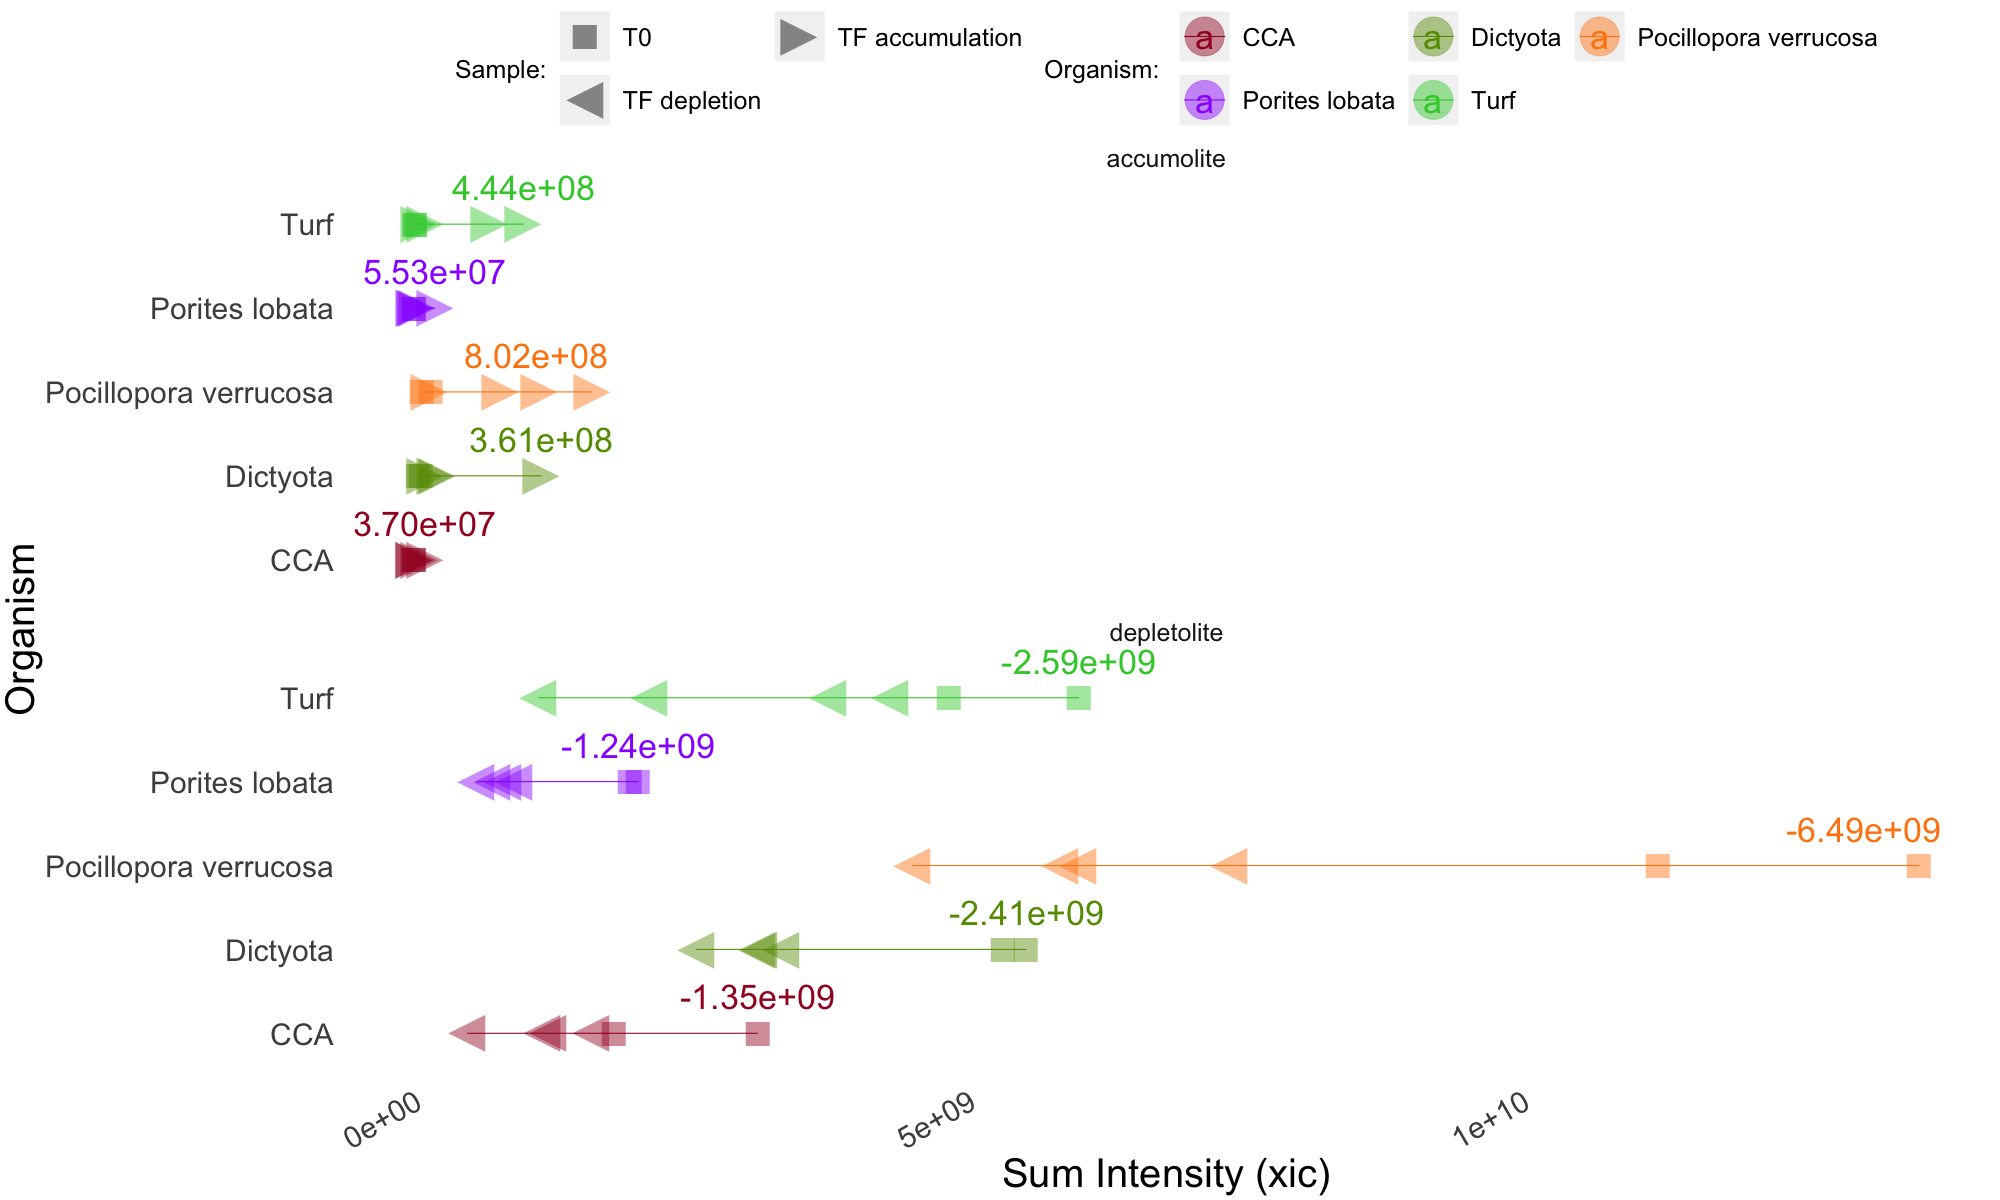 Sample:
T0
TF accumulation
TF depletion
Organism:
a CCA
a Dictyota
a Pocillopora verrucosa
a Porites lobata
a Turf
accumolite
4.44e+08
Turf
5.53e+07
Porites lobata
8.02e+08
Pocillopora verrucosa
3.61e+08
Dictyota
3.70e+07
CCA
Organism
depletolite
-2.59e+09
Turf
-1.24e+09
Porites lobata
-6.49e+09
Pocillopora verrucosa
-2.41e+09
Dictyota
-1.35e+09
CCA
0e+00
5e+09
1e+10
Sum Intensity (xic)